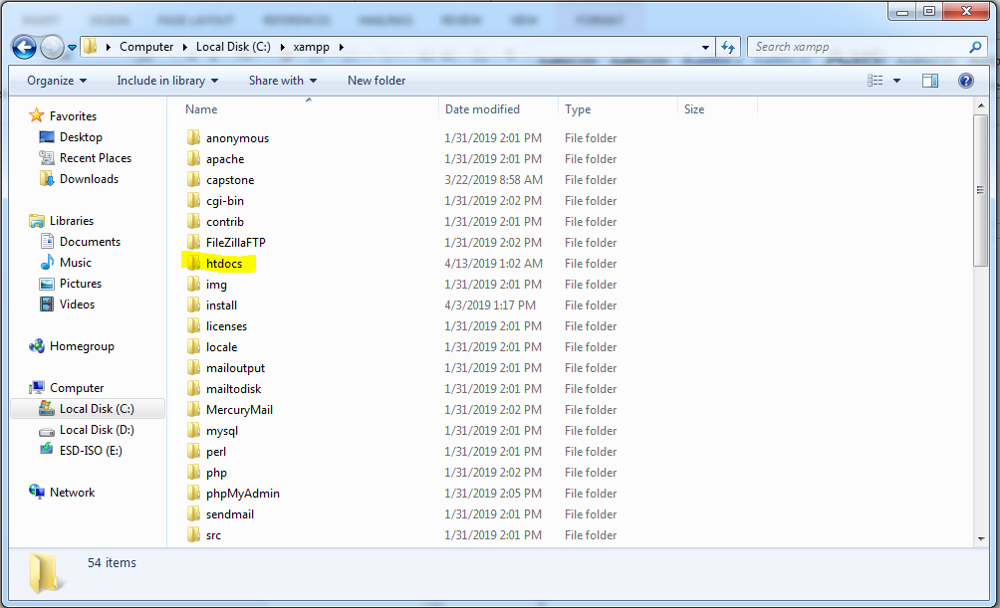 INSERT DESIGN PAGE LAYOUT REFERENCES MAILINGS REVIEW VIEW FORMAT
Computer Local Disk (C:) xampp
Search xampp
Organize Include in library Share with New folder
Name Date modified Type Size
Favorites
Desktop
Recent Places
Downloads
Libraries
Documents
Music
Pictures
Videos
Homegroup
Computer
Local Disk (C:)
Local Disk (D:)
ESD-ISO (E:)
Network
anonymous 1/31/2019 2:01 PM File folder
apache 1/31/2019 2:01 PM File folder
capstone 3/22/2019 8:58 AM File folder
cgi-bin 1/31/2019 2:02 PM File folder
contrib 1/31/2019 2:01 PM File folder
FileZillaFTP 1/31/2019 2:02 PM File folder
htdocs 4/13/2019 1:02 AM File folder
img 1/31/2019 2:01 PM File folder
install 4/3/2019 1:17 PM File folder
licenses 1/31/2019 2:01 PM File folder
locale 1/31/2019 2:01 PM File folder
mailoutput 1/31/2019 2:01 PM File folder
mailtodisk 1/31/2019 2:01 PM File folder
MercuryMail 1/31/2019 2:02 PM File folder
mysql 1/31/2019 2:01 PM File folder
perl 1/31/2019 2:01 PM File folder
php 1/31/2019 2:02 PM File folder
phpMyAdmin 1/31/2019 2:05 PM File folder
sendmail 1/31/2019 2:01 PM File folder
src 1/31/2019 2:01 PM File folder
54 items